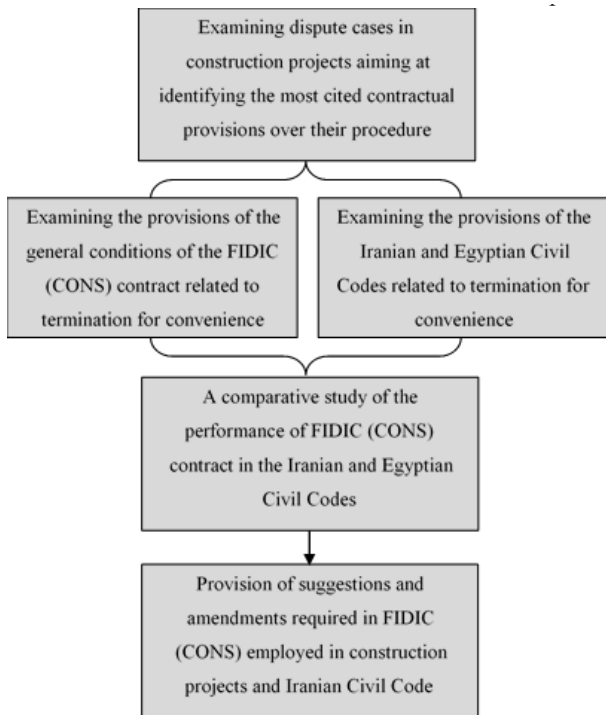 Examining dispute cases in
construction projects aiming at
identifying the most cited contractual
provisions over their procedure
Examining the provisions of the
general conditions of the FIDIC
(CONS) contract related to
termination for convenience
Examining the provisions of the
Iranian and Egyptian Civil
Codes related to termination for
convenience
A comparative study of the
performance of FIDIC (CONS)
contract in the Iranian and Egyptian
Civil Codes
Provision of suggestions and
amendments required in FIDIC
(CONS) employed in construction
projects and Iranian Civil Code